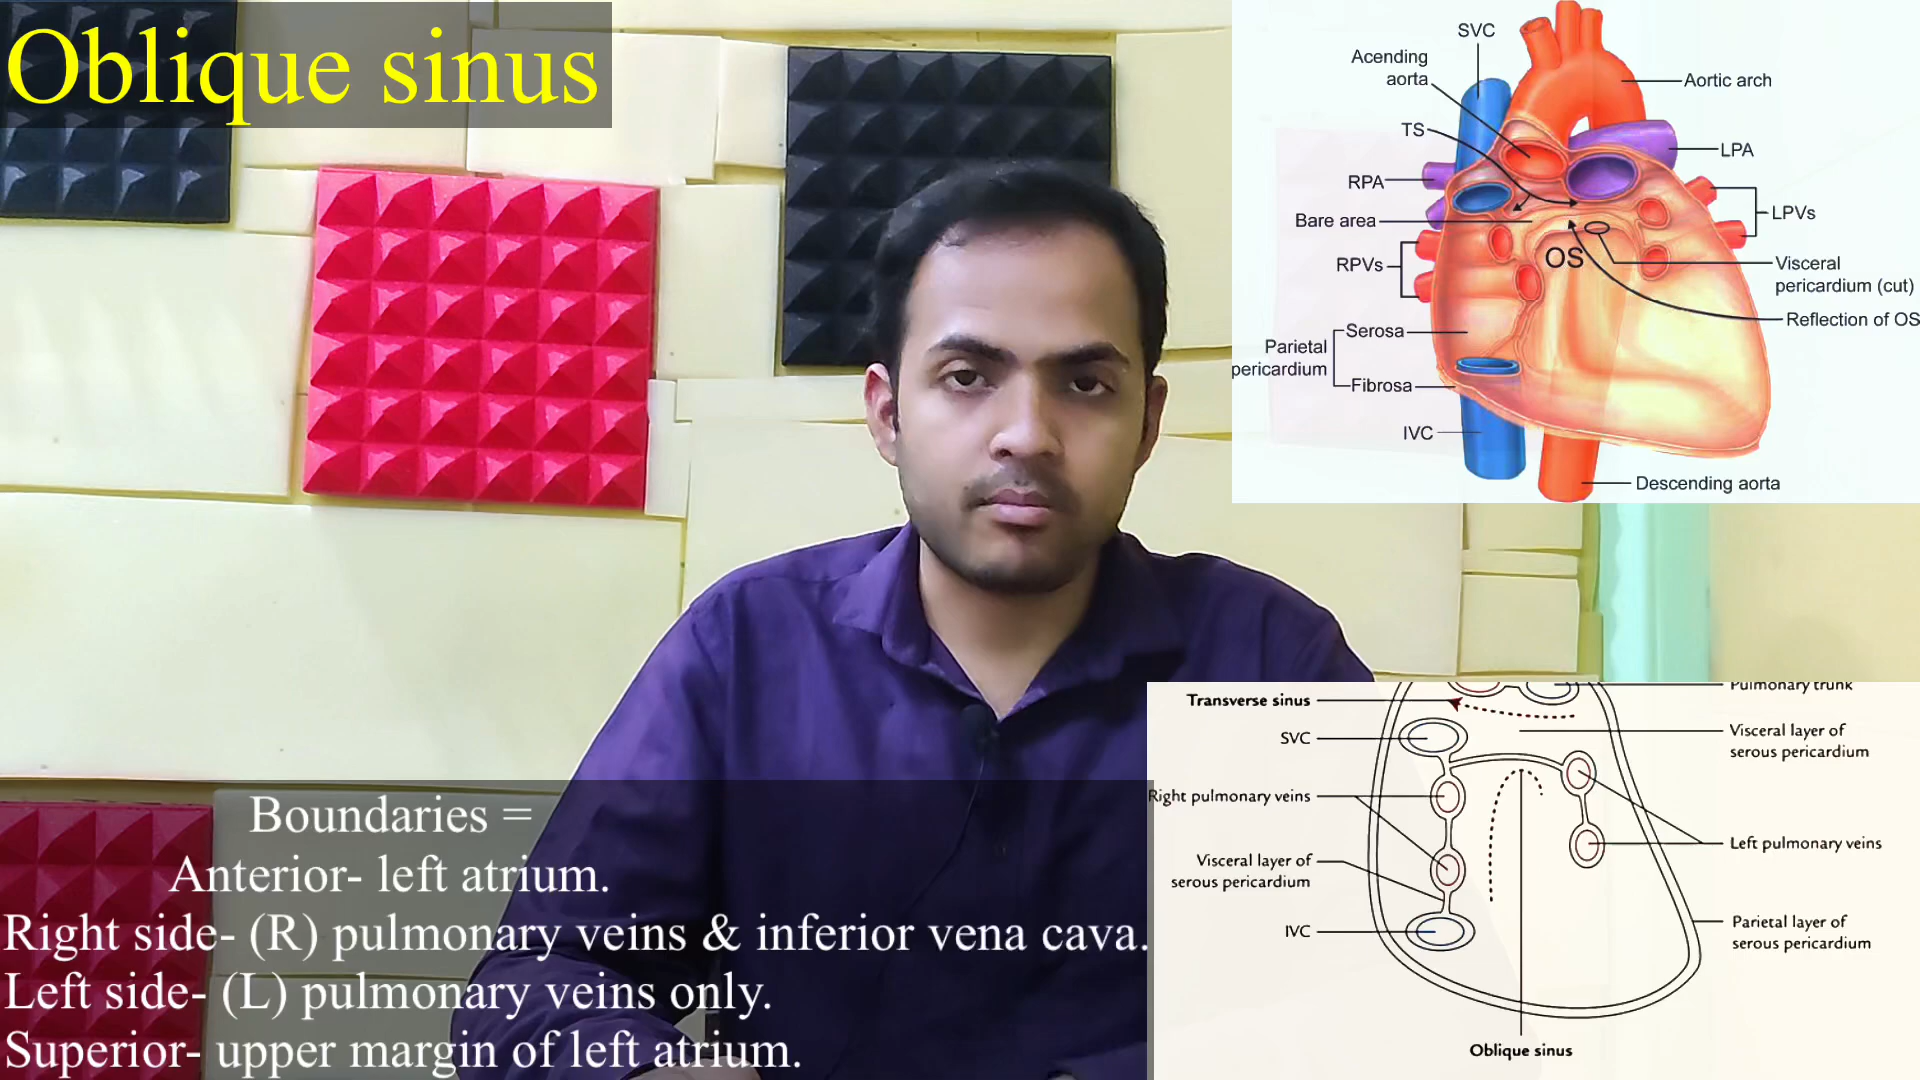 Oblique sinus
SVC
Acending
aorta
Aortic arch
TS
LPA
RPA
LPVs
Bare area
OS
RPVs
Visceral
pericardium (cut)
Reflection of OS
Serosa
Parietal
pericardium
Fibrosa
IVC
Descending aorta
Pulmonary trunk
Transverse sinus
SVC
Visceral layer of
serous pericardium
Right pulmonary veins
Left pulmonary veins
Visceral layer of
serous pericardium
IVC
Parietal layer of
serous pericardium
Oblique sinus
Boundaries =
Anterior- left atrium.
Right side- (R) pulmonary veins & inferior vena cava.
Left side- (L) pulmonary veins only.
Superior- upper margin of left atrium.